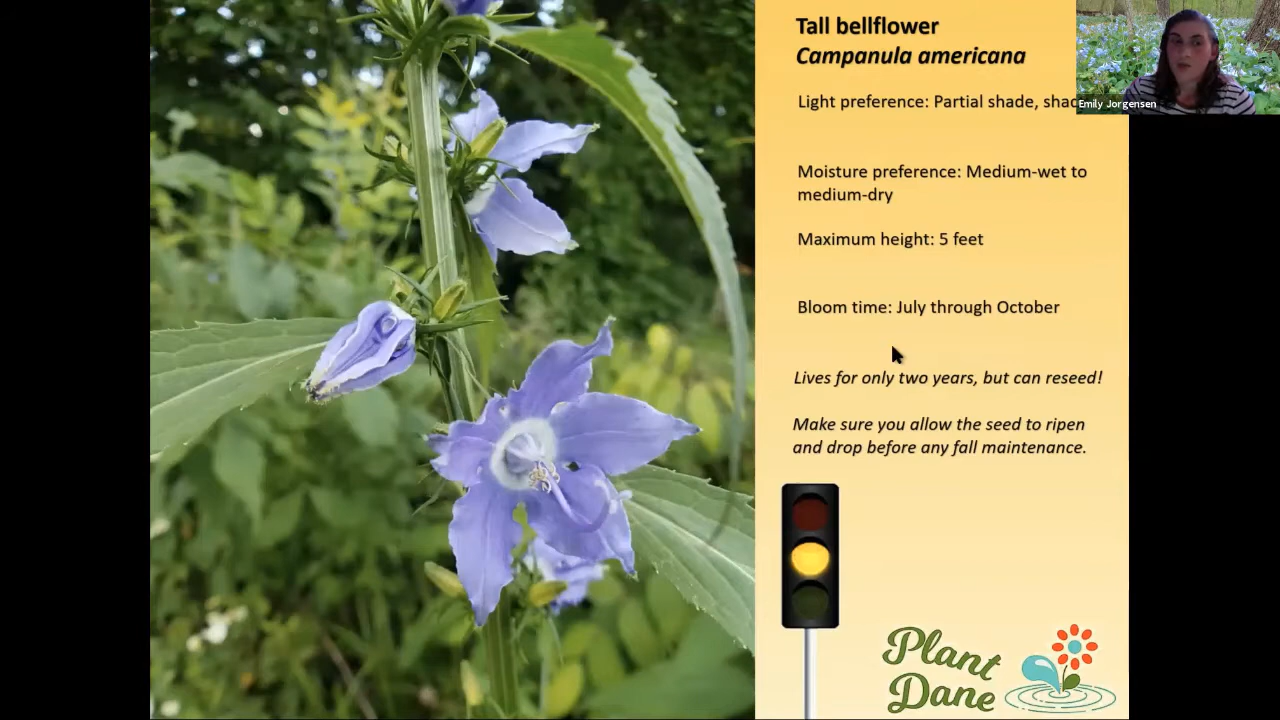 Tall bellflower
Campanula americana
Light preference: Partial shade,
Emily Jorgensen
Moisture preference: Medium-wet to
medium-dry
Maximum height: 5 feet
Bloom time: July through October
Lives for only two years, but can reseed!
Make sure you allow the seed to ripen
and drop before any fall maintenance.
Plant
Dane